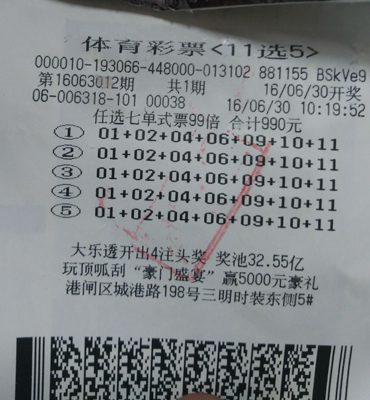 体育彩票<11选5>
000010-193066-448000-013102 881155 BSkVe9
第16063012期 共1期 16/06/30开奖
06-006318-101 00038 16/06/30 10:19:52
任选七单式票99倍 合计990元
① 01+02+04+06+09+10+11
② 01+02+04+06+09+10+11
③ 01+02+04+06+09+10+11
④ 01+02+04+06+09+10+11
⑤ 01+02+04+06+09+10+11
大乐透开出4注头奖 奖池32.55亿
玩顶呱刮“豪门盛宴”赢5000元豪礼
港闸区城港路198号三明时装东侧5#